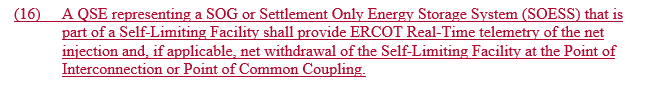 (16) A QSE representing a SOG or Settlement Only Energy Storage System (SOESS) that is
part of a Self-Limiting Facility shall provide ERCOT Real-Time telemetry of the net
injection and, if applicable, net withdrawal of the Self-Limiting Facility at the Point of
Interconnection or Point of Common Coupling.